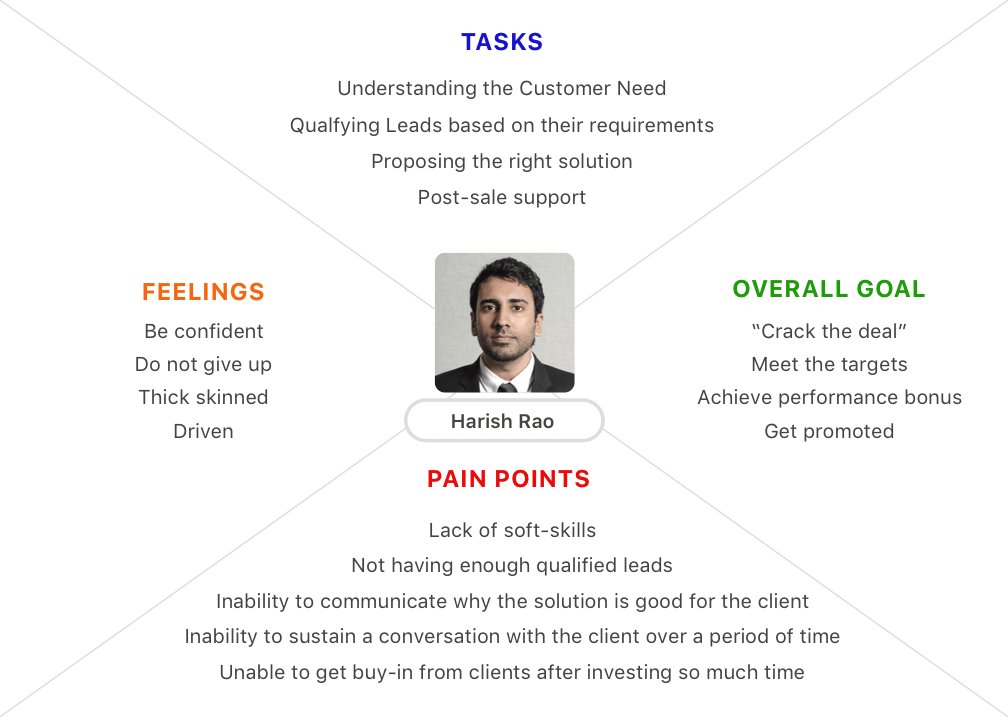 TASKS
Understanding the Customer Need
Qualfying Leads based on their requirements
Proposing the right solution
Post-sale support
FEELINGS
Be confident
Do not give up
Thick skinned
Driven
OVERALL GOAL
“Crack the deal”
Meet the targets
Achieve performance bonus
Get promoted
Harish Rao
PAIN POINTS
Lack of soft-skills
Not having enough qualified leads
Inability to communicate why the solution is good for the client
Inability to sustain a conversation with the client over a period of time
Unable to get buy-in from clients after investing so much time